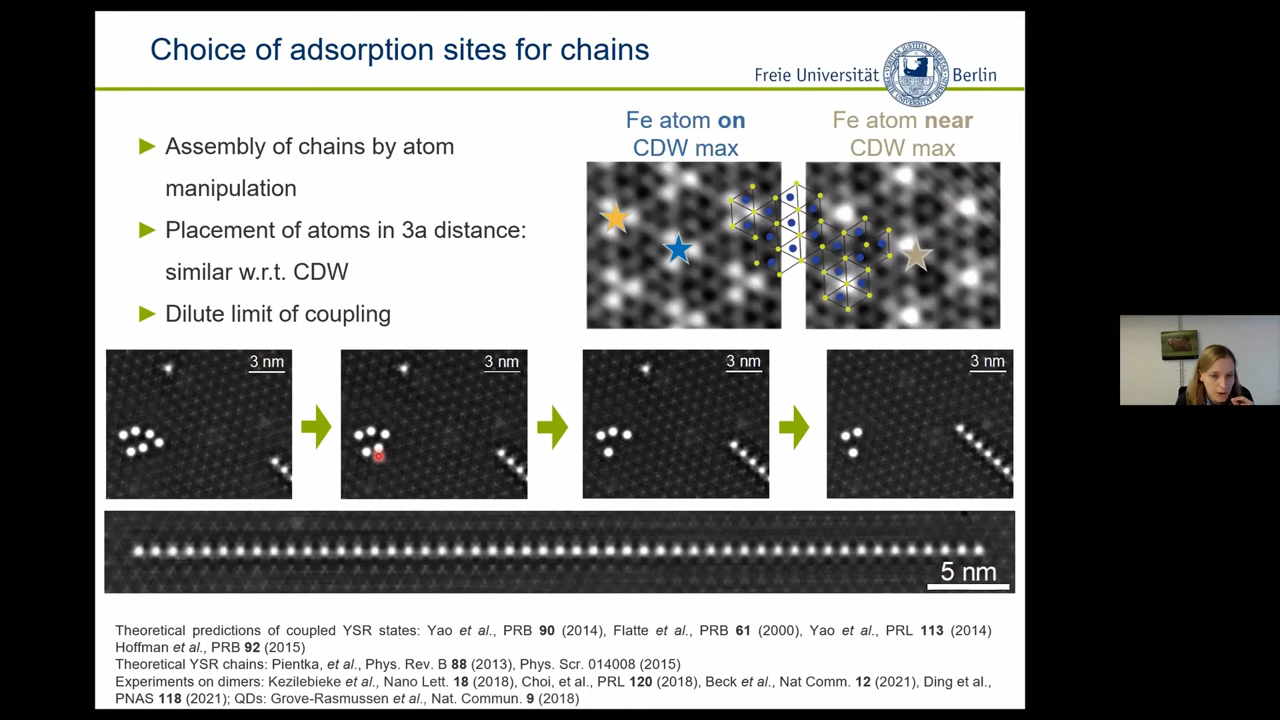 Choice of adsorption sites for chains
Freie Universität Berlin
Fe atom on
CDW max
Fe atom near
CDW max
Assembly of chains by atom
manipulation
Placement of atoms in 3a distance:
similar w.r.t. CDW
Dilute limit of coupling
3 nm
3 nm
3 nm
3 nm
5 nm
Theoretical predictions of coupled YSR states: Yao et al., PRB 90 (2014), Flatte et al., PRB 61 (2000), Yao et al., PRL 113 (2014)
Hoffman et al., PRB 92 (2015)
Theoretical YSR chains: Pientka, et al., Phys. Rev. B 88 (2013), Phys. Scr. 014008 (2015)
Experiments on dimers: Kezilebieke et al., Nano Lett. 18 (2018), Choi, et al., PRL 120 (2018), Beck et al., Nat Comm. 12 (2021), Ding et al.,
PNAS 118 (2021); QDs: Grove-Rasmussen et al., Nat. Commun. 9 (2018)